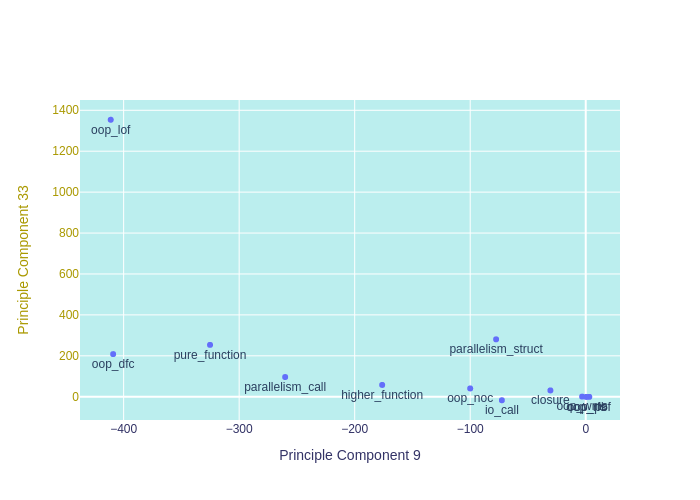 1400
1200
1000
800
600
400
200
0
Principle Component 33
oop_lof
oop_dfc
pure_function
parallelism_call
higher_function
parallelism_struct
oop_noc
io_call
closure
−400
−300
−200
−100
0
Principle Component 9